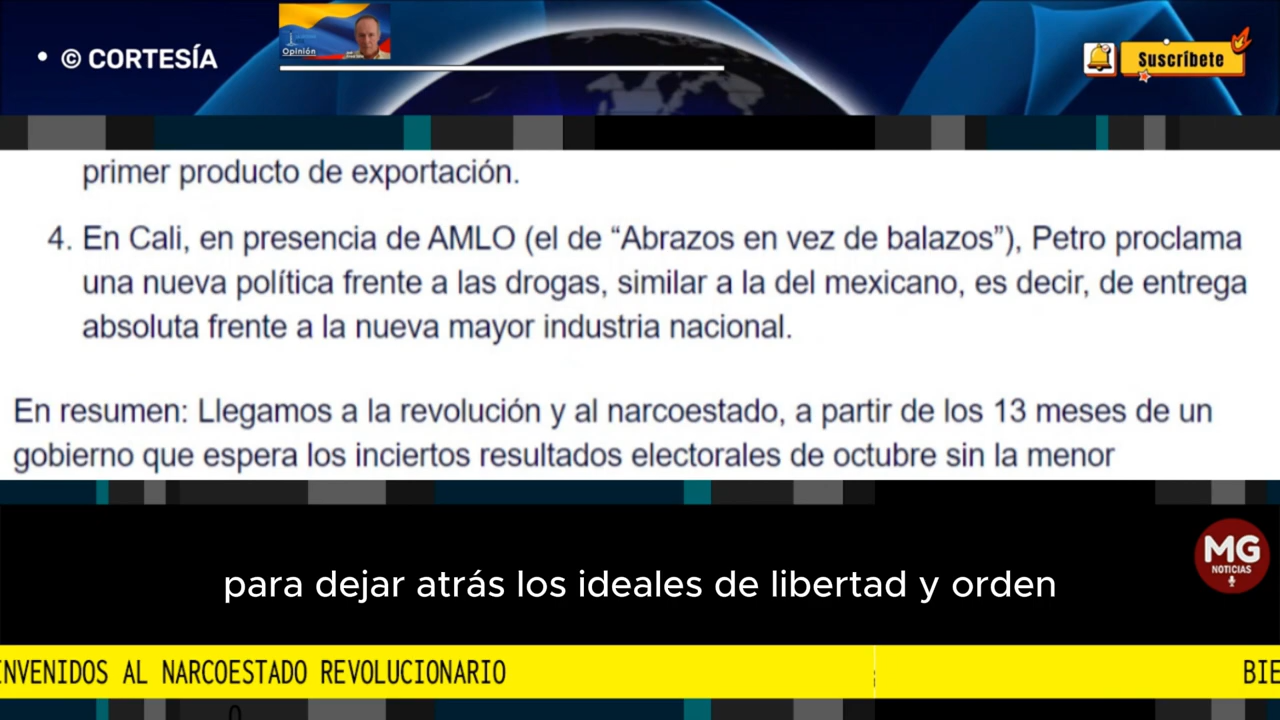 • © CORTESÍA
Opinión
Suscríbete
primer producto de exportación.
4. En Cali, en presencia de AMLO (el de “Abrazos en vez de balazos”), Petro proclama
una nueva política frente a las drogas, similar a la del mexicano, es decir, de entrega
absoluta frente a la nueva mayor industria nacional.
En resumen: Llegamos a la revolución y al narcoestado, a partir de los 13 meses de un
gobierno que espera los inciertos resultados electorales de octubre sin la menor
MG
NOTICIAS
para dejar atrás los ideales de libertad y orden
ENVENIDOS AL NARCOESTADO REVOLUCIONARIO
BIE